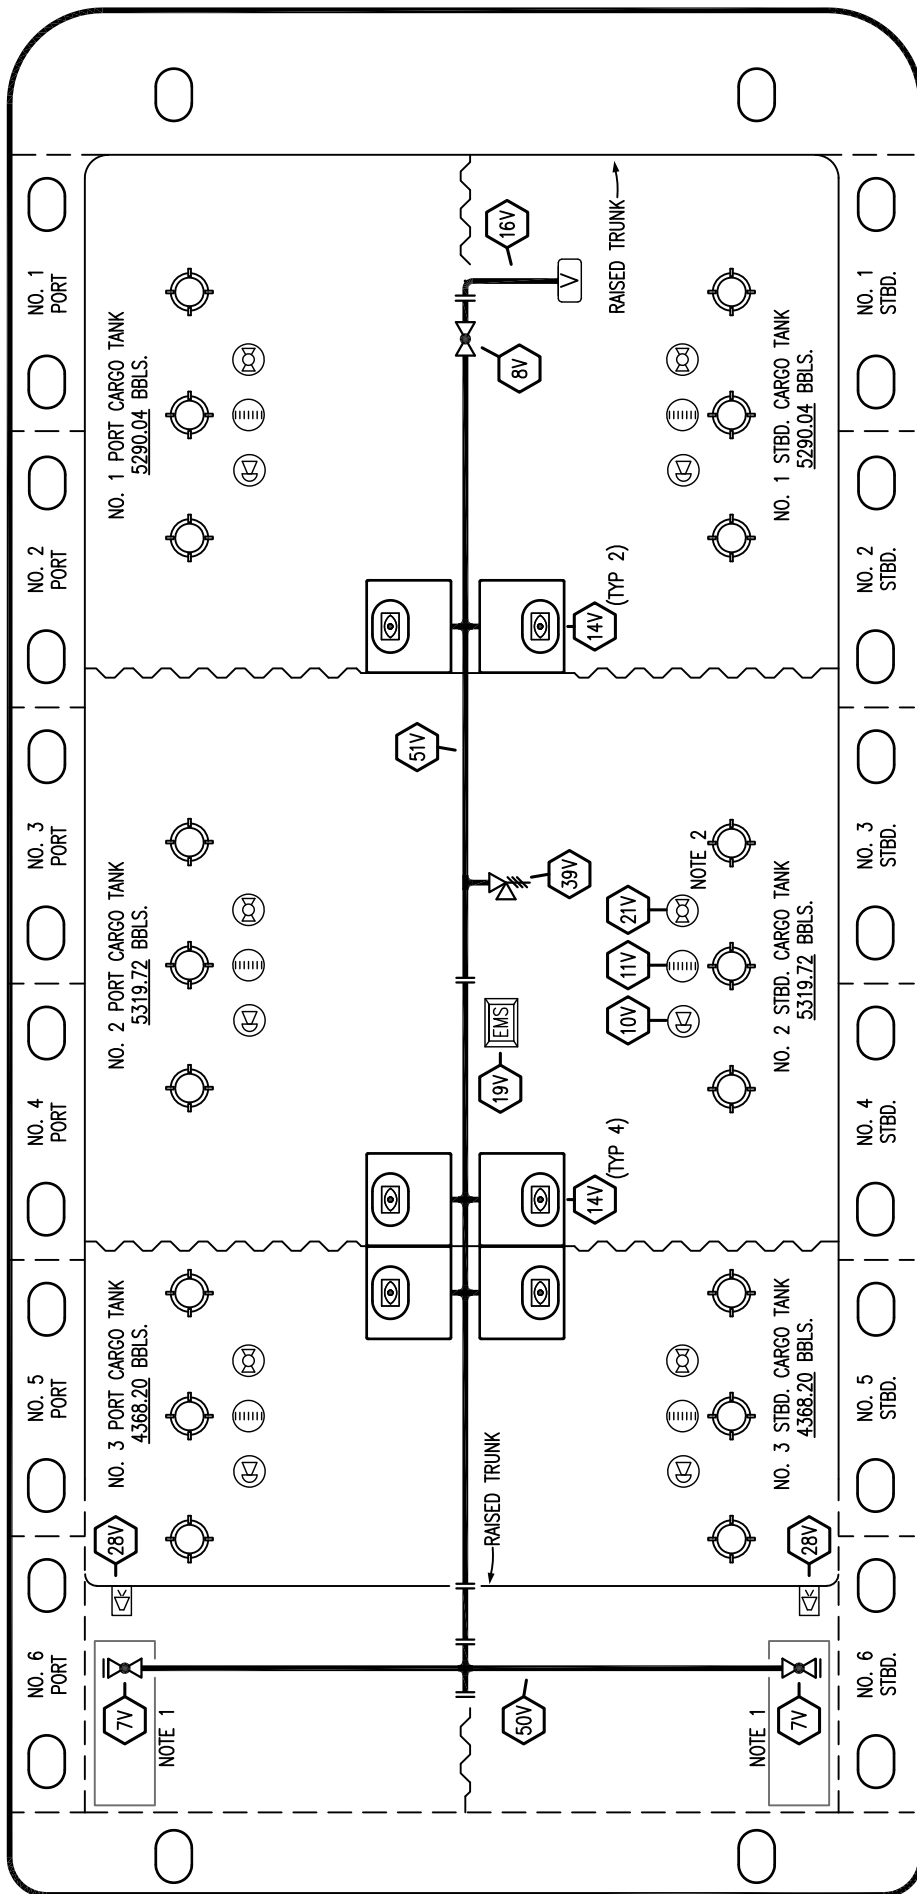 NO. 6
PORT
NO. 5
PORT
NO. 4
PORT
NO. 3
PORT
NO. 2
PORT
NO. 1
PORT
28V
7V
NOTE 1
NO. 3 PORT CARGO TANK
4368.20 BBLS.
NO. 2 PORT CARGO TANK
5319.72 BBLS.
NO. 1 PORT CARGO TANK
5290.04 BBLS.
51V
50V
RAISED TRUNK
19V
EMS
39V
8V
16V
V
14V
(TYP 4)
14V
(TYP 2)
RAISED TRUNK
10V
11V
21V
NOTE 2
NOTE 1
7V
28V
NO. 3 STBD. CARGO TANK
4368.20 BBLS.
NO. 2 STBD. CARGO TANK
5319.72 BBLS.
NO. 1 STBD. CARGO TANK
5290.04 BBLS.
NO. 6
STBD.
NO. 5
STBD.
NO. 4
STBD.
NO. 3
STBD.
NO. 2
STBD.
NO. 1
STBD.